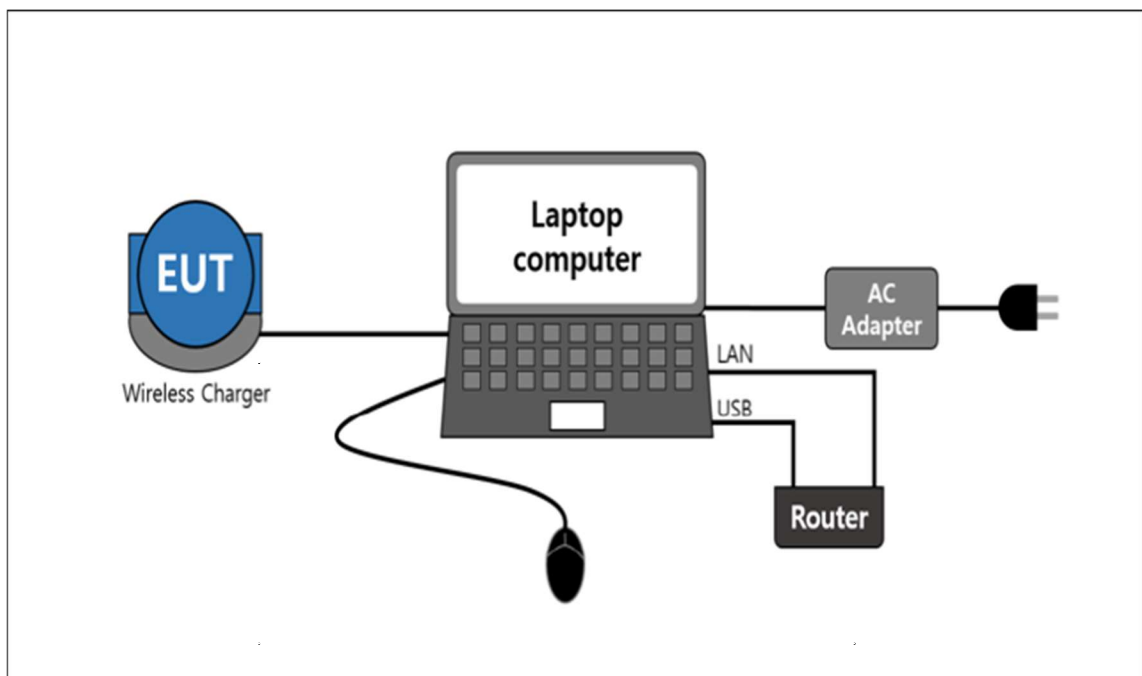 Laptop
computer
EUT
Wireless Charger
AC
Adapter
LAN
USB
Router